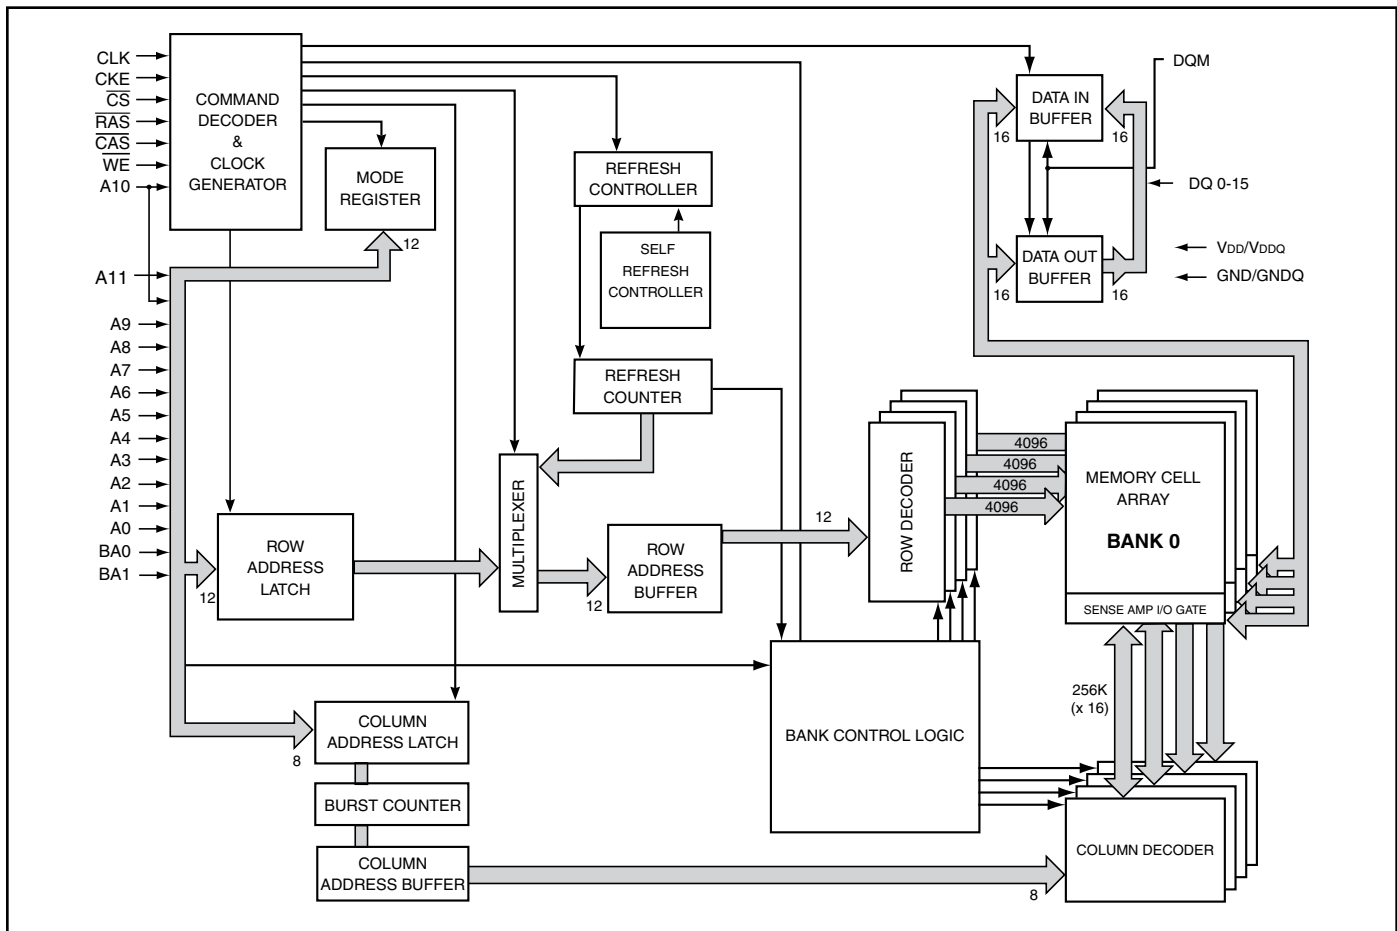 CLK
CKE
CS
RAS
CAS
WE
A10
A11
A9
A8
A7
A6
A5
A4
A3
A2
A1
A0
BA0
BA1
COMMAND
DECODER
&
CLOCK
GENERATOR
MODE
REGISTER
12
REFRESH
CONTROLLER
SELF
REFRESH
CONTROLLER
REFRESH
COUNTER
DATA IN
BUFFER
16
16
DQM
DQ 0-15
DATA OUT
BUFFER
16
16
VDD/VDDQ
GND/GNDQ
12
ROW
ADDRESS
LATCH
MULTIPLEXER
12
ROW
ADDRESS
BUFFER
12
ROW DECODER
4096
4096
4096
4096
MEMORY CELL
ARRAY
BANK 0
SENSE AMP I/O GATE
256K
(x 16)
BANK CONTROL LOGIC
8
COLUMN
ADDRESS LATCH
BURST COUNTER
COLUMN
ADDRESS BUFFER
8
COLUMN DECODER